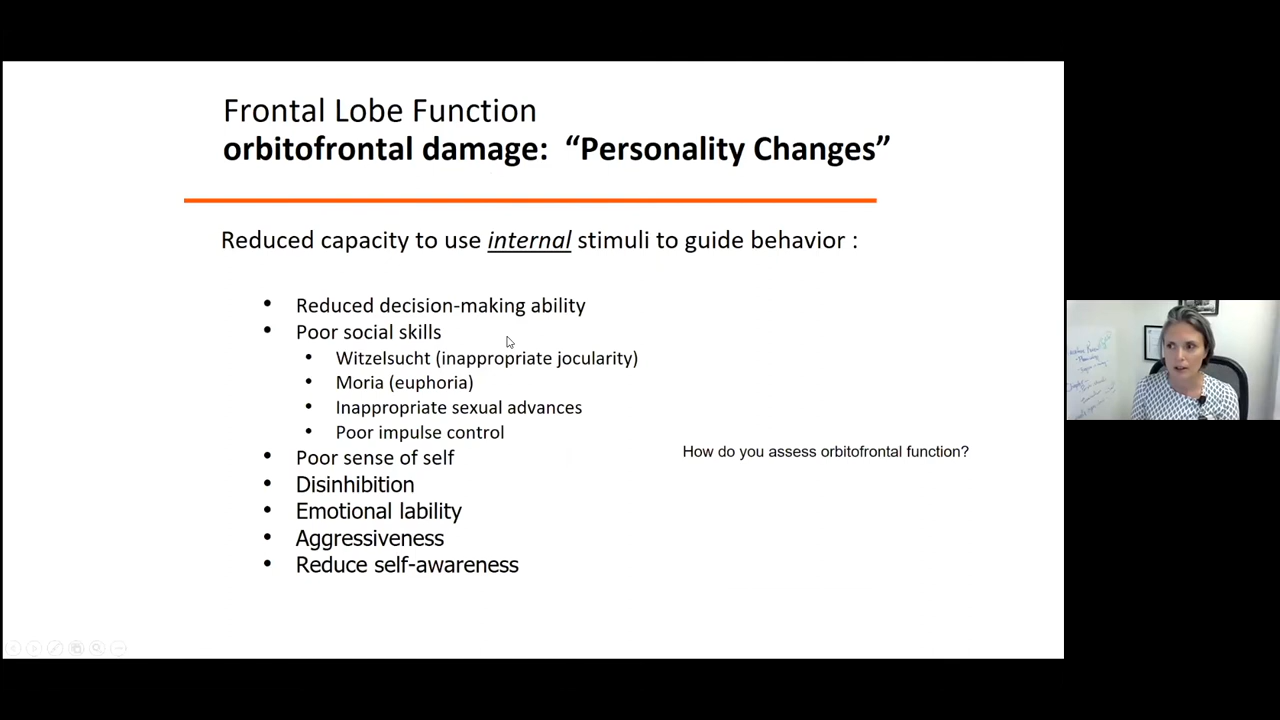 Frontal Lobe Function
orbitofrontal damage: “Personality Changes”
Reduced capacity to use internal stimuli to guide behavior :
• Reduced decision-making ability
• Poor social skills
• Witzelsucht (inappropriate jocularity)
• Moria (euphoria)
• Inappropriate sexual advances
• Poor impulse control
How do you assess orbitofrontal function?
• Poor sense of self
• Disinhibition
• Emotional lability
• Aggressiveness
• Reduce self-awareness